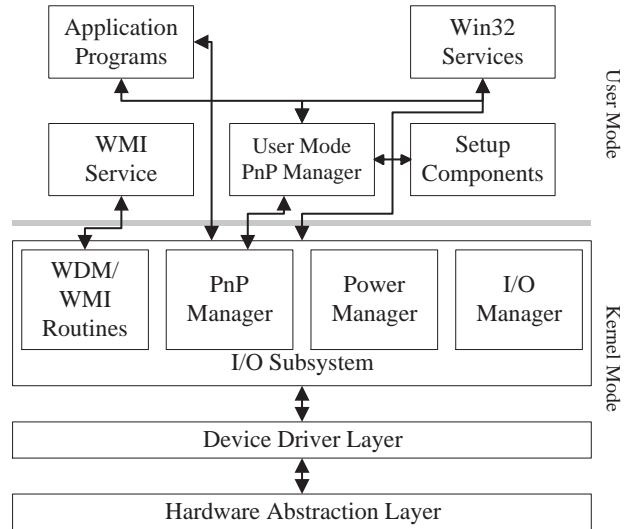 Application
Programs
Win32
Services
User Mode
WMI
Service
User Mode
PnP Manager
Setup
Components
WDM/
WMI
Routines
PnP
Manager
Power
Manager
I/O
Manager
I/O Subsystem
Kernel Mode
Device Driver Layer
Hardware Abstraction Layer